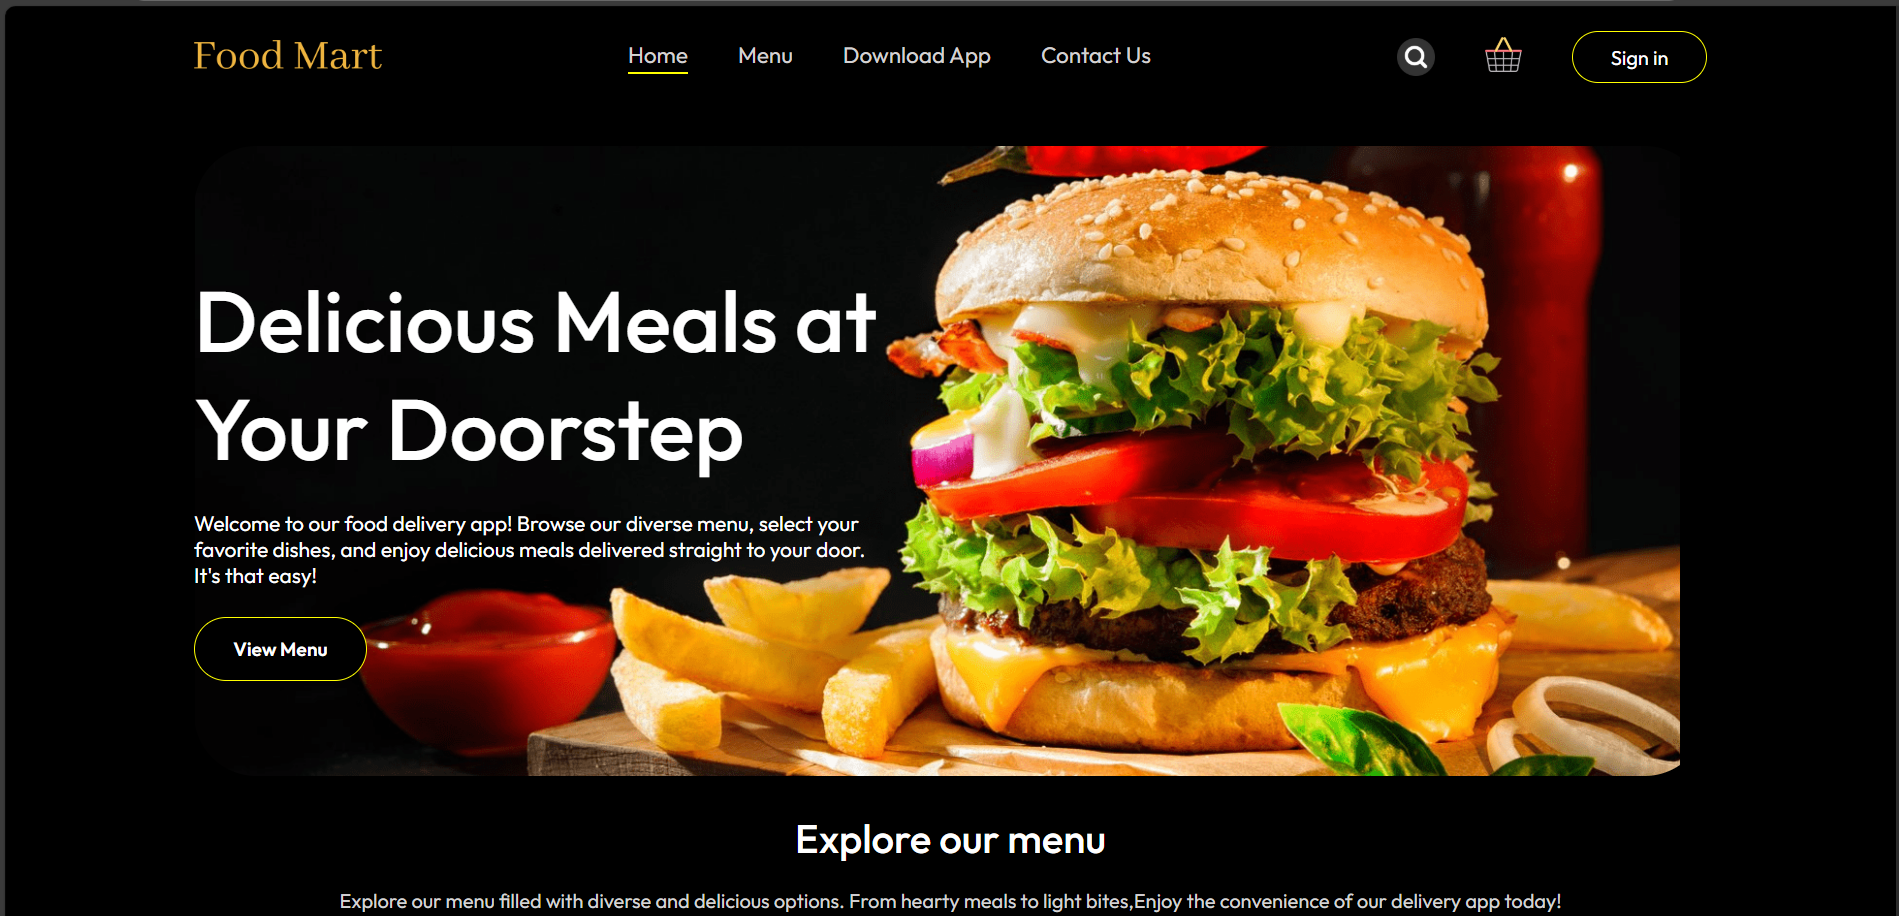 Food Mart
Home
Menu
Download App
Contact Us
Sign in
Delicious Meals at
Your Doorstep
Welcome to our food delivery app! Browse our diverse menu, select your
favorite dishes, and enjoy delicious meals delivered straight to your door.
It's that easy!
View Menu
Explore our menu
Explore our menu filled with diverse and delicious options. From hearty meals to light bites,Enjoy the convenience of our delivery app today!